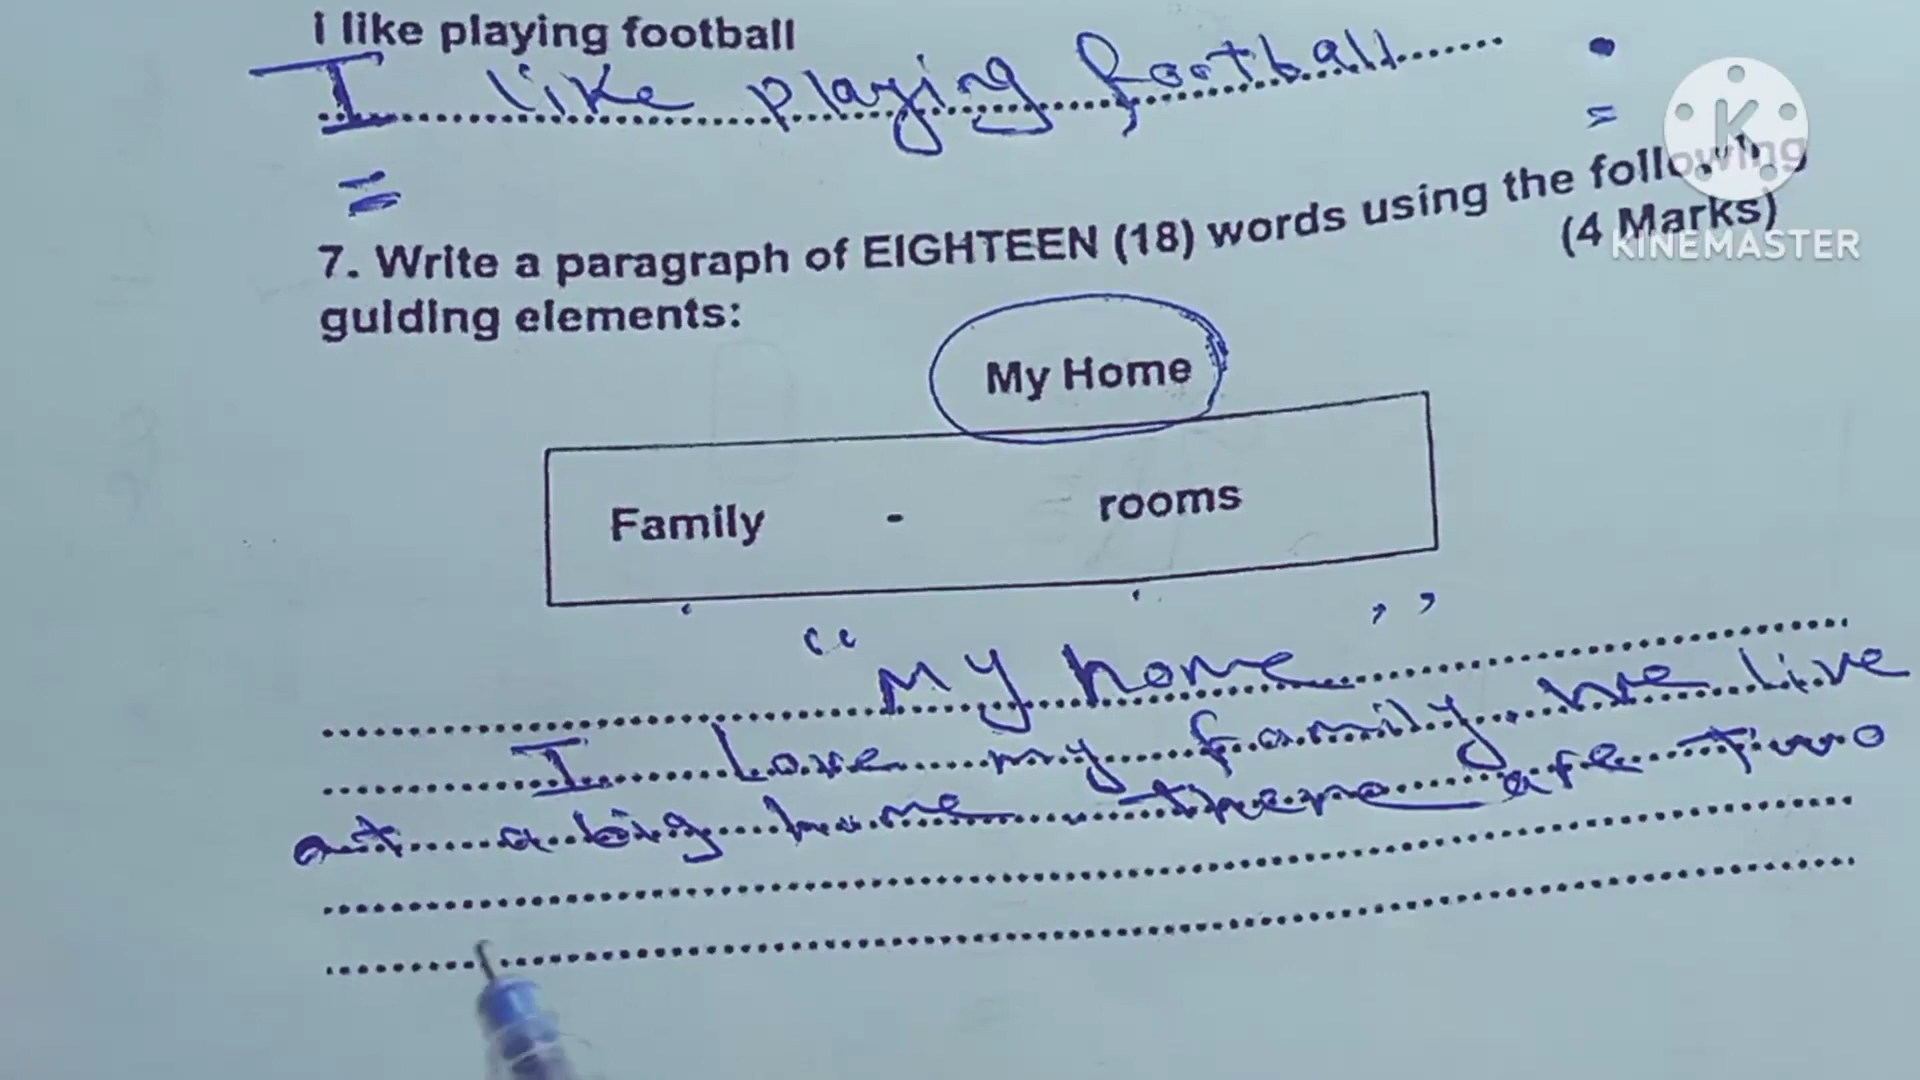 i like playing football
I like playing football .
7. Write a paragraph of EIGHTEEN (18) words using the following
guiding elements:
(4 Marks)
KINEMASTER
My Home
Family - rooms
“ My home ”
I Love my family. we live
at a big home there are two